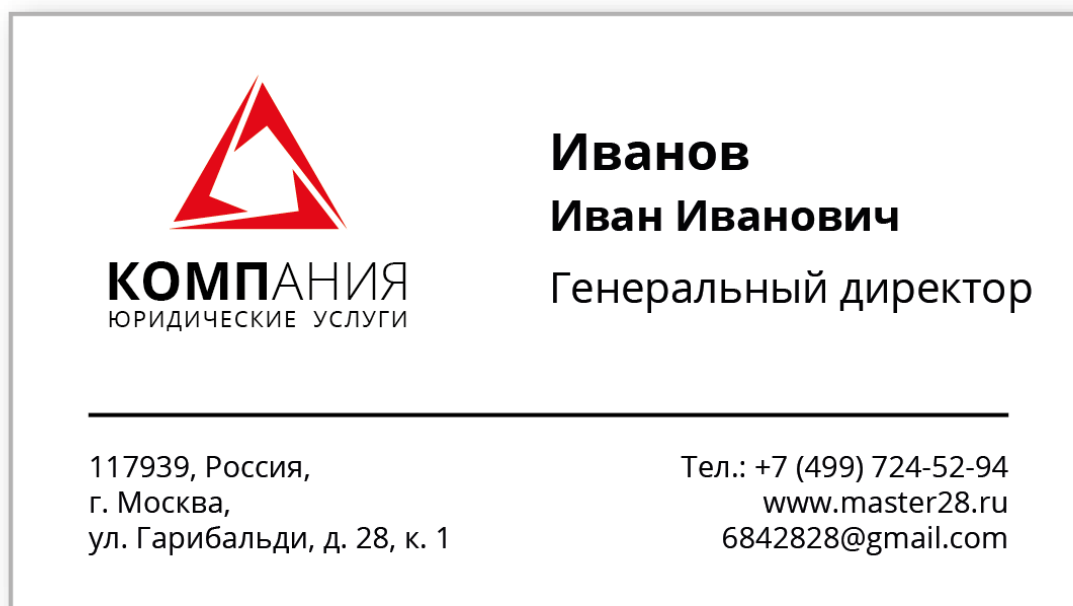 КОМПАНИЯ
ЮРИДИЧЕСКИЕ УСЛУГИ
Иванов
Иван Иванович
Генеральный директор
117939, Россия,
г. Москва,
ул. Гарибальди, д. 28, к. 1
Тел.: +7 (499) 724-52-94
www.master28.ru
6842828@gmail.com